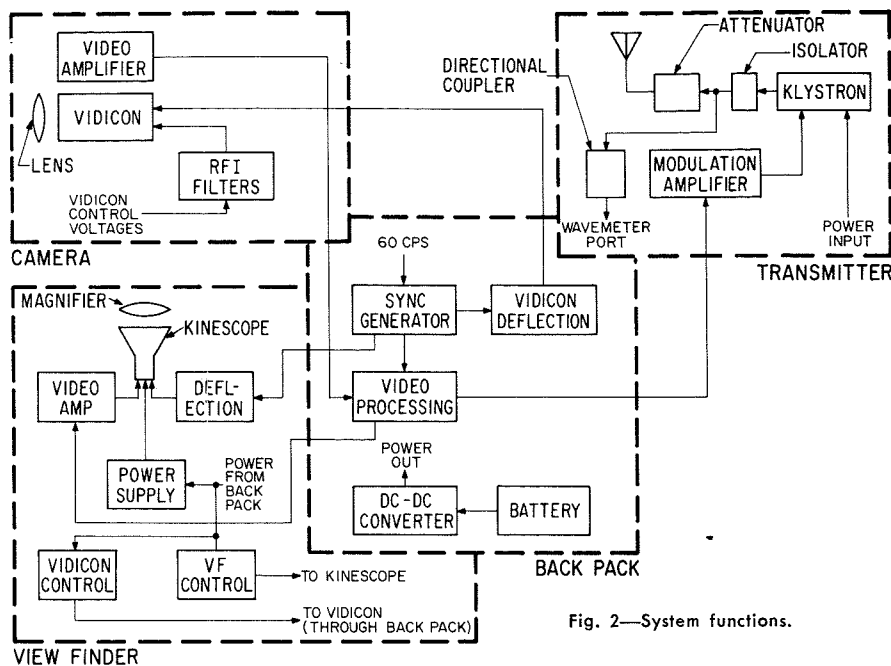 VIDEO
AMPLIFIER
VIDICON
LENS
RFI
FILTERS
VIDICON
CONTROL
VOLTAGES
CAMERA
ATTENUATOR
ISOLATOR
DIRECTIONAL
COUPLER
KLYSTRON
MODULATION
AMPLIFIER
WAVEMETER
PORT
POWER
INPUT
TRANSMITTER
60 CPS
SYNC
GENERATOR
VIDICON
DEFLECTION
VIDEO
PROCESSING
POWER
OUT
DC-DC
CONVERTER
BATTERY
BACK PACK
MAGNIFIER
KINESCOPE
VIDEO
AMP
DEFL-
ECTION
POWER
SUPPLY
POWER
FROM
BACK
PACK
VIDICON
CONTROL
VF
CONTROL
TO KINESCOPE
TO VIDICON
(THROUGH BACK PACK)
VIEW FINDER
Fig. 2—System functions.